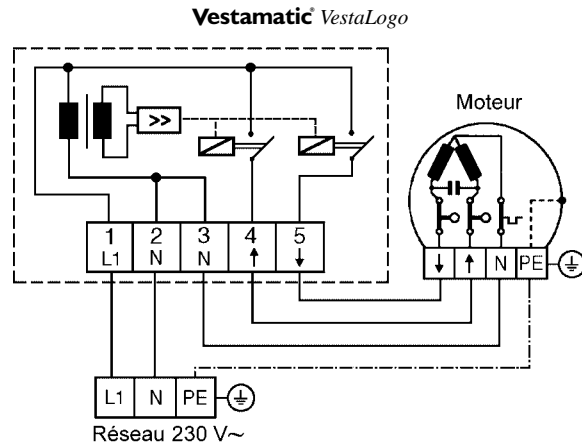 Vestamatic® VestaLogo
Moteur
>>
1 2 3 4 5
L1 N N ↑ ↓
↓ ↑ N PE
L1 N PE
Réseau 230 V~